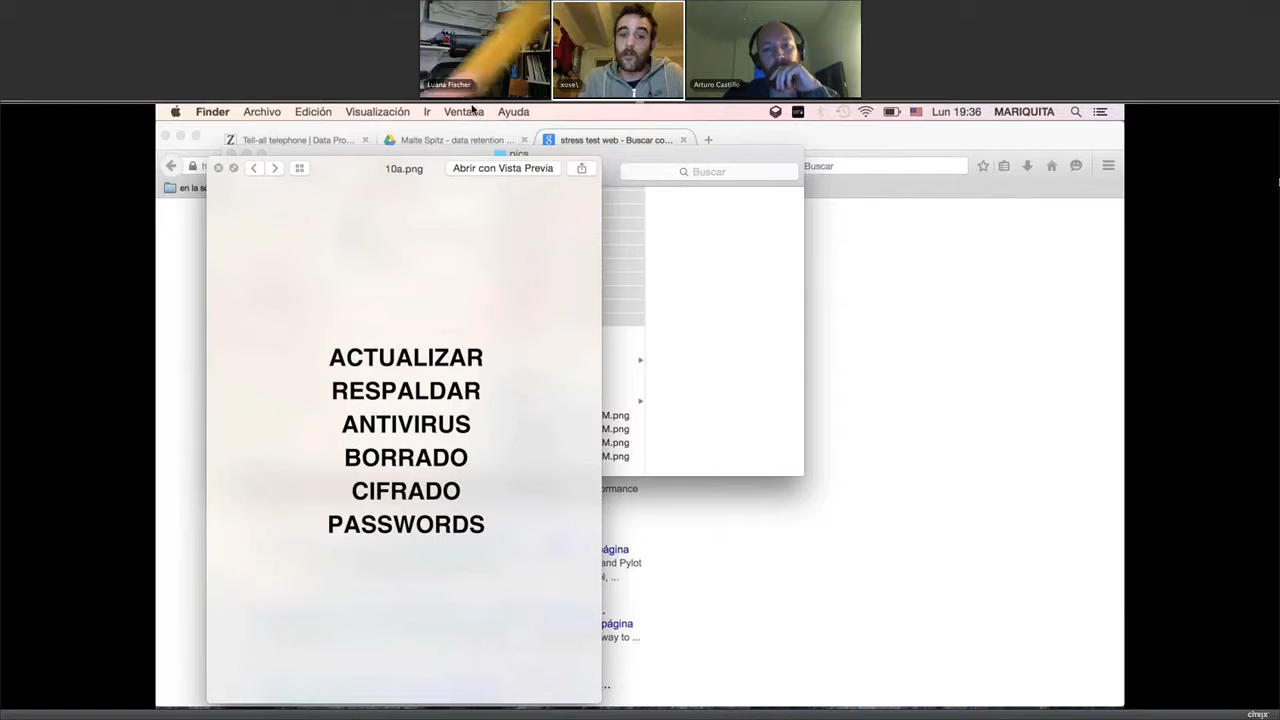 Luana Fischer
xose\
Arturo Castillo
Finder Archivo Edición Visualización Ir Ventana Ayuda
Lun 19:36 MARIQUITA
Tell-all telephone | Data Pro...
Malte Spitz - data retention ...
stress test web - Buscar co...
pics
10a.png
Abrir con Vista Previa
Buscar
Buscar
en la
ACTUALIZAR
RESPALDAR
ANTIVIRUS
BORRADO
CIFRADO
PASSWORDS
M.png
M.png
M.png
M.png
ormance
página
and Pylot
ol, ...
página
way to ...
CITRIX